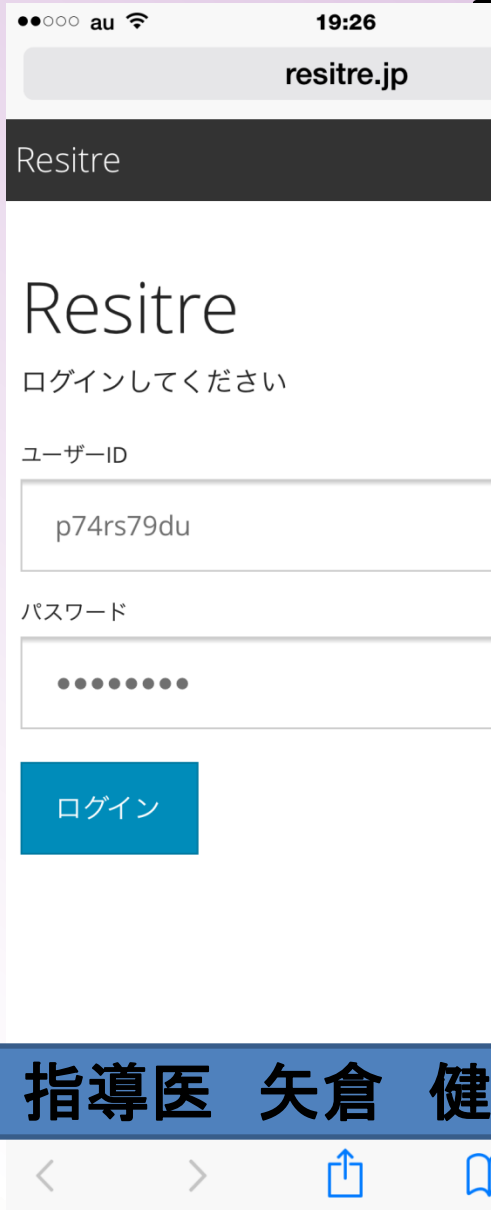 au 19:26
resitre.jp
Resitre
Resitre
ログインしてください
ユーザーID
p74rs79du
パスワード
ログイン
指導医 矢倉 健